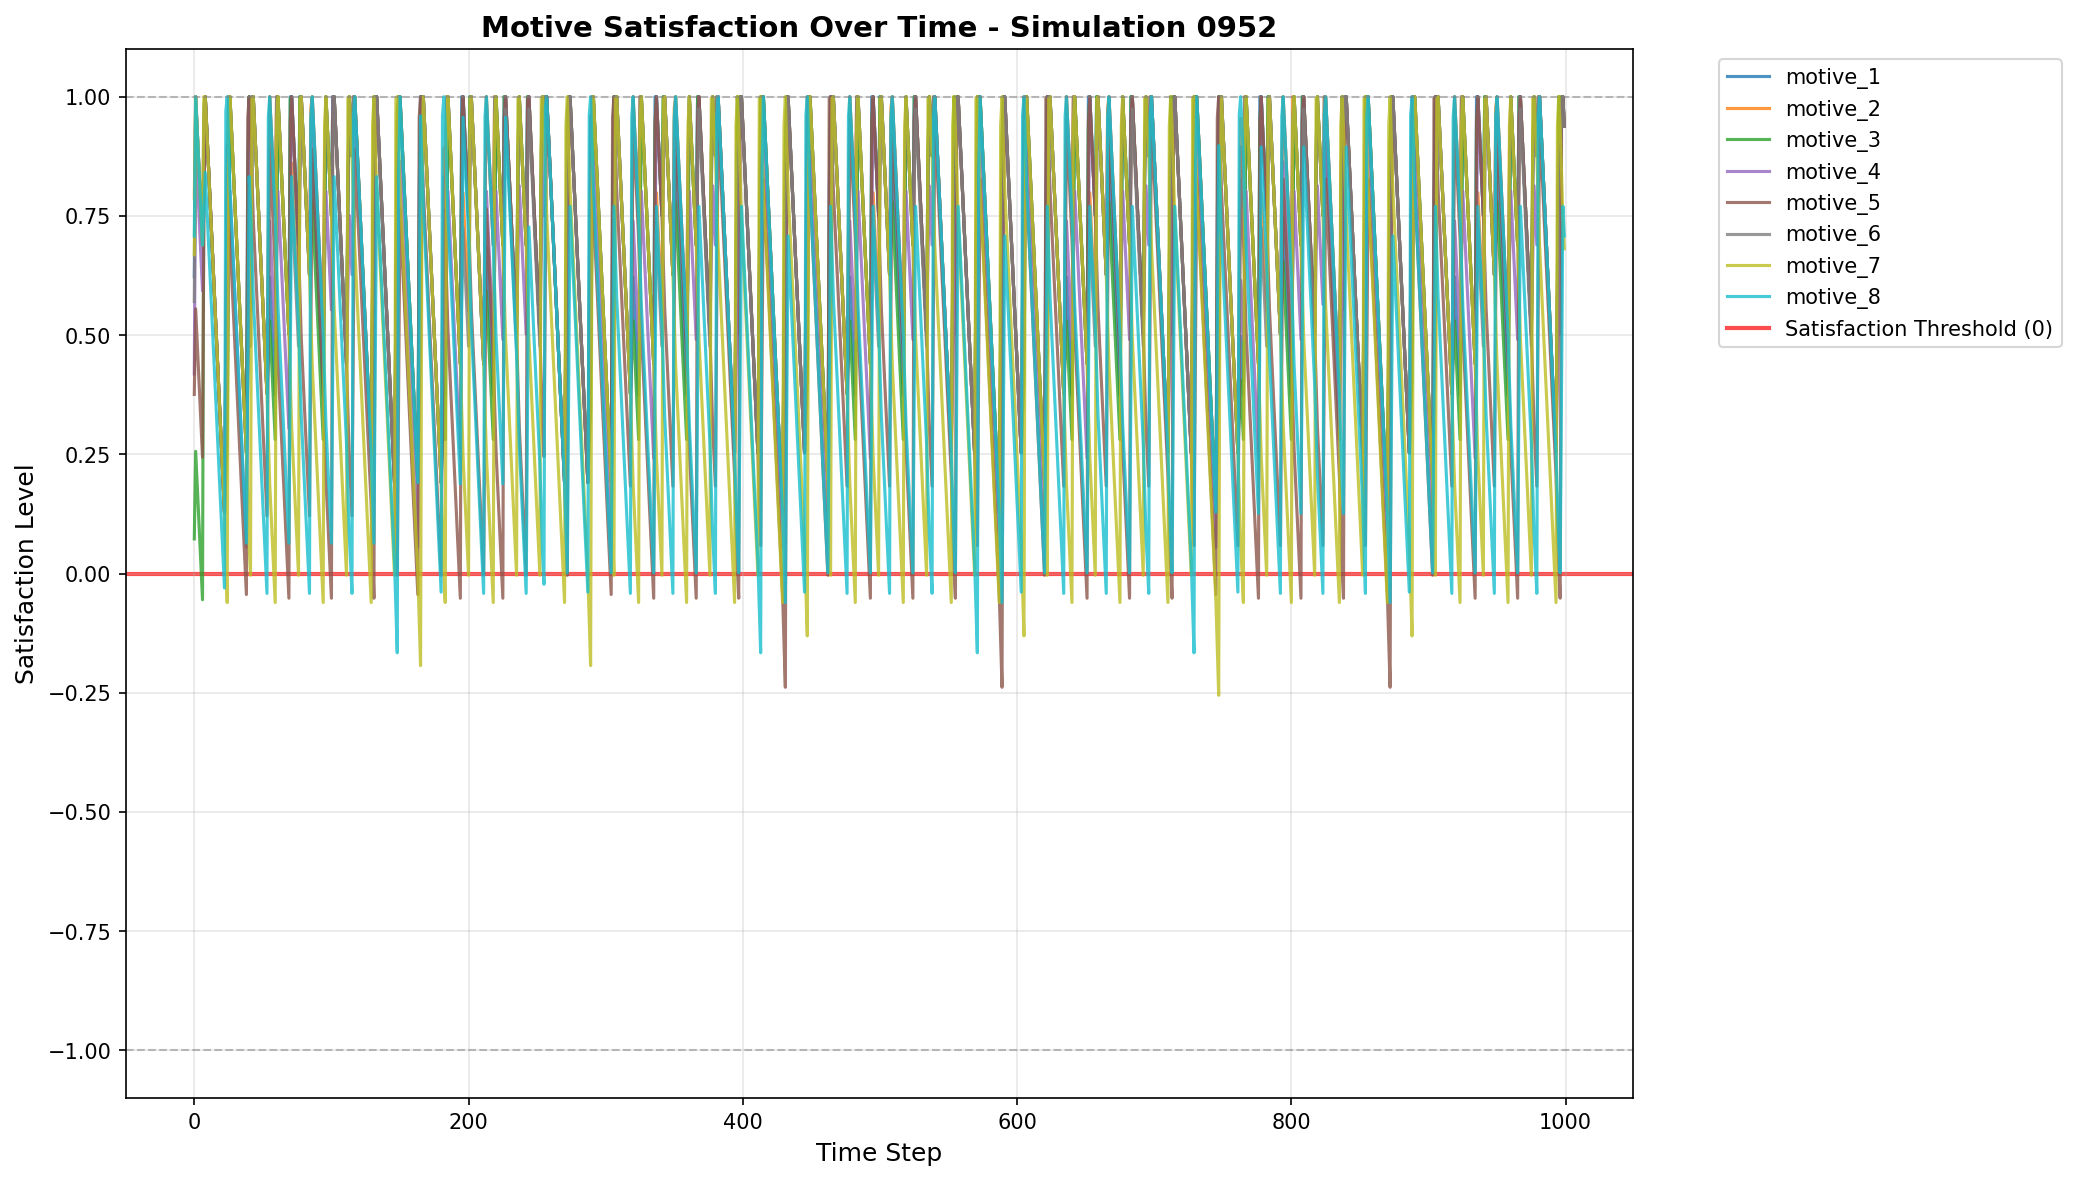 Motive Satisfaction Over Time - Simulation 0952
Satisfaction Level
1.00
0.75
0.50
0.25
0.00
−0.25
−0.50
−0.75
−1.00
0
200
400
600
800
1000
Time Step
motive_1
motive_2
motive_3
motive_4
motive_5
motive_6
motive_7
motive_8
Satisfaction Threshold (0)